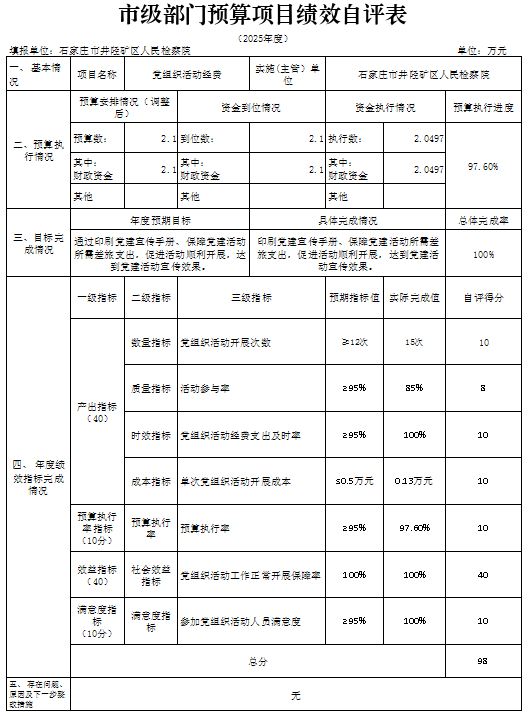 市级部门预算项目绩效自评表
（2025年度）
填报单位：石家庄市井陉矿区人民检察院 单位：万元
一、 基本情况 项目名称 党组织活动经费 实施(主管）单位 石家庄市井陉矿区人民检察院
二、预算执行情况 预算安排情况（调整后） 资金到位情况 资金执行情况 预算执行进度
预算数： 2.1 到位数： 2.1 执行数： 2.0497 97.60%
其中：
财政资金 2.1 其中：
财政资金 2.1 其中：
财政资金 2.0497
其他 其他 其他
三、目标完成情况 年度预期目标 具体完成情况 总体完成率
通过印刷党建宣传手册、保障党建活动所需差旅支出，促进活动顺利开展，达到党建活动宣传效果。 印刷党建宣传手册、保障党建活动所需差旅支出，促进活动顺利开展，达到党建活动宣传效果。 100%
四、 年度绩效指标完成情况 一级指标 二级指标 三级指标 预期指标值 实际完成值 自评得分
产出指标（40） 数量指标 党组织活动开展次数 ≥12次 15次 10
质量指标 活动参与率 ≥95% 85% 8
时效指标 党组织活动经费支出及时率 ≥95% 100% 10
成本指标 单次党组织活动开展成本 ≤0.5万元 0.13万元 10
预算执行率指标（10分） 预算执行率 预算执行率 ≥95% 97.60% 10
效益指标（40） 社会效益指标 党组织活动工作正常开展保障率 100% 100% 40
满意度指标（10分） 满意度指标 参加党组织活动人员满意度 ≥95% 100% 10
总分 98
五、 存在问题、原因及下一步整改措施 无